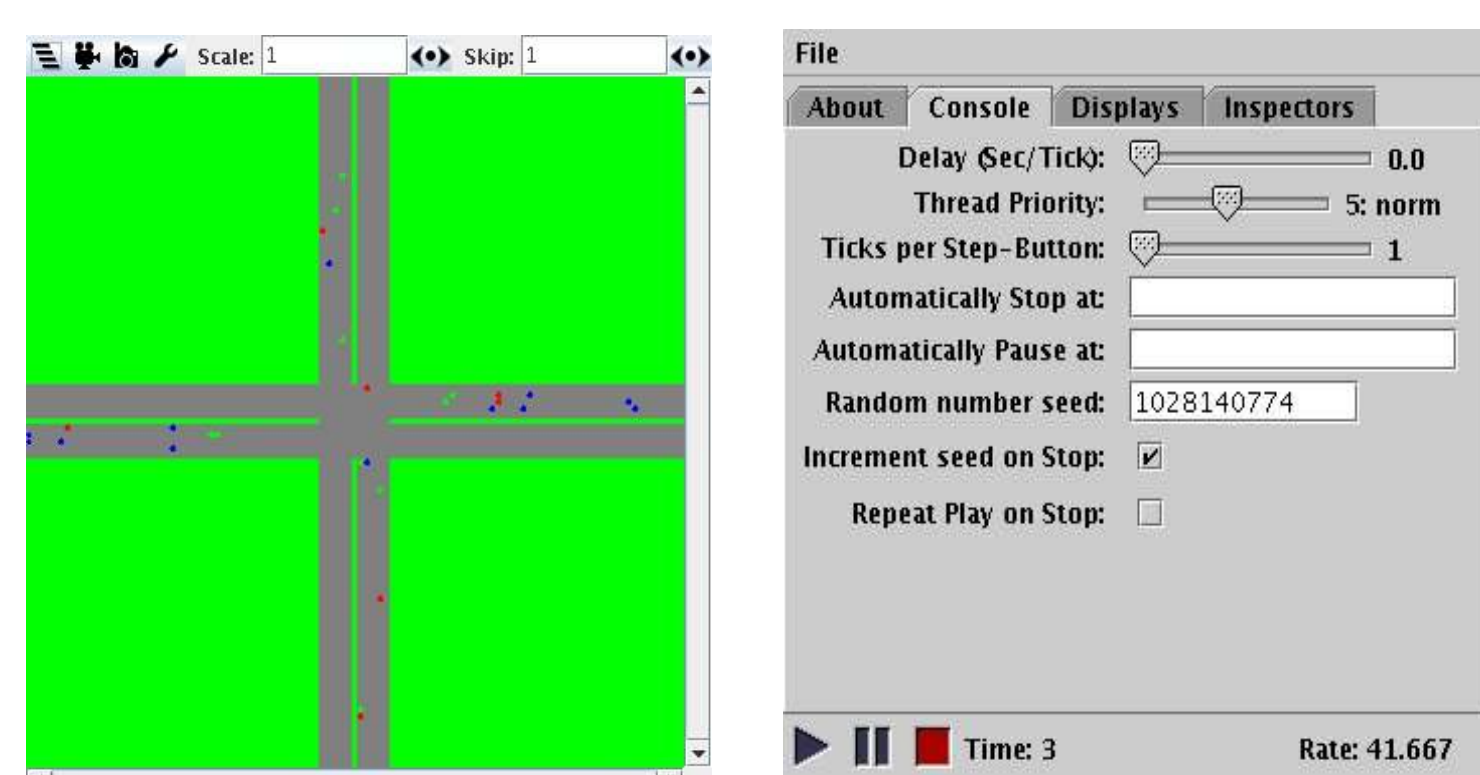 Scale: 1 Skip: 1
File
About Console Displays Inspectors
Delay (Sec/Tick): 0.0
Thread Priority: 5: norm
Ticks per Step-Button: 1
Automatically Stop at:
Automatically Pause at:
Random number seed: 1028140774
Increment seed on Stop:
Repeat Play on Stop:
Time: 3 Rate: 41.667